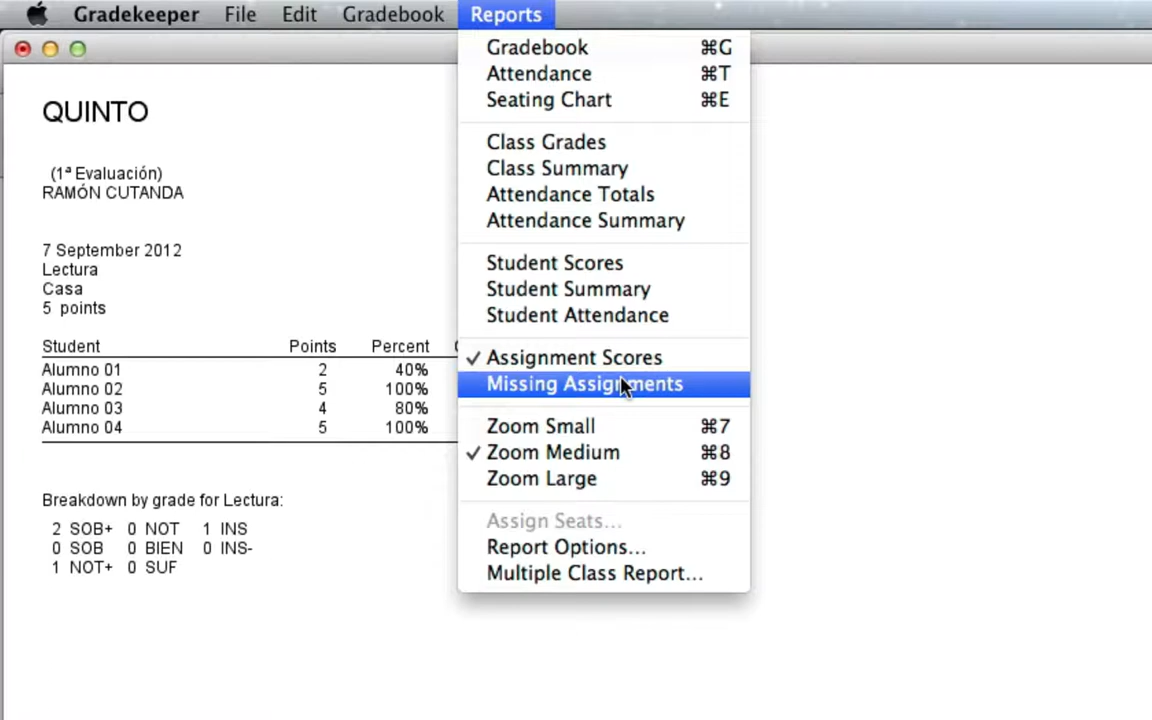 Gradekeeper File Edit Gradebook Reports
Gradebook ⌘G
Attendance ⌘T
Seating Chart ⌘E
Class Grades
Class Summary
Attendance Totals
Attendance Summary
Student Scores
Student Summary
Student Attendance
✓ Assignment Scores
Missing Assignments
Zoom Small ⌘7
✓ Zoom Medium ⌘8
Zoom Large ⌘9
Assign Seats...
Report Options...
Multiple Class Report...
QUINTO
(1ª Evaluación)
RAMÓN CUTANDA
7 September 2012
Lectura
Casa
5 points
Student Points Percent
Alumno 01 2 40%
Alumno 02 5 100%
Alumno 03 4 80%
Alumno 04 5 100%
Breakdown by grade for Lectura:
2 SOB+ 0 NOT 1 INS
0 SOB 0 BIEN 0 INS-
1 NOT+ 0 SUF